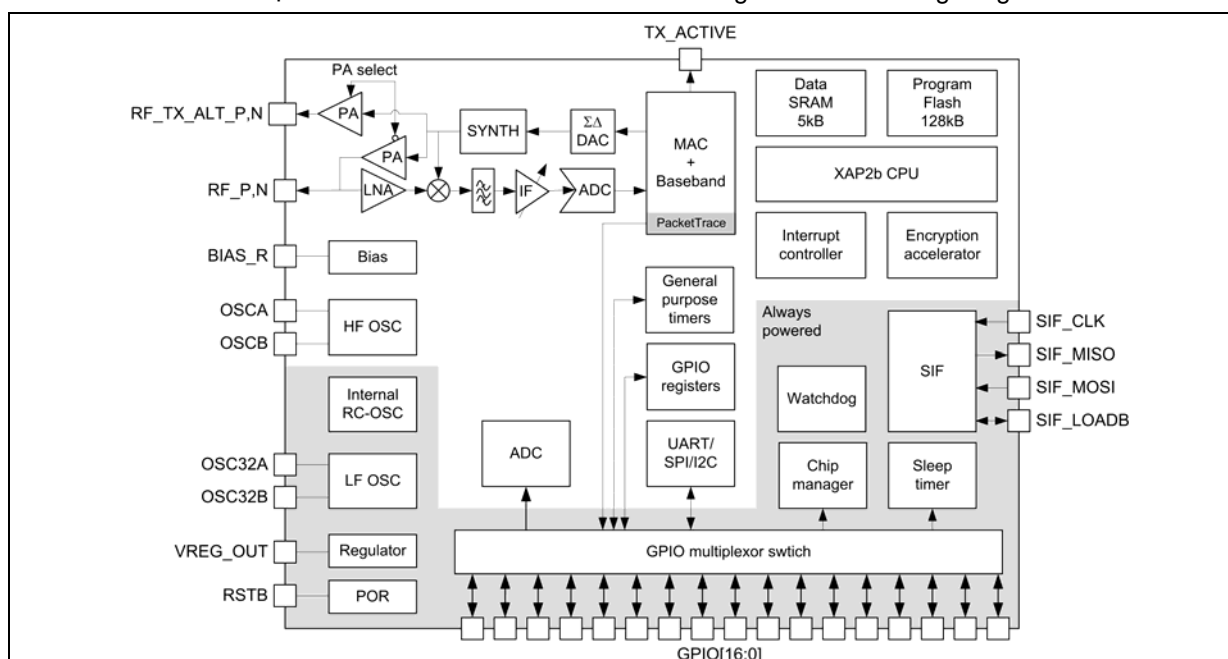 TX_ACTIVE
PA select
RF_TX_ALT_P,N
PA
SYNTH
ΣΔ
DAC
MAC
+
Baseband
PacketTrace
Data
SRAM
5kB
Program
Flash
128kB
PA
RF_P,N
LNA
IF
ADC
XAP2b CPU
BIAS_R
Bias
Interrupt
controller
Encryption
accelerator
OSCA
OSCB
HF OSC
General
purpose
timers
Always
powered
SIF
SIF_CLK
SIF_MISO
SIF_MOSI
SIF_LOADB
Internal
RC-OSC
GPIO
registers
Watchdog
OSC32A
OSC32B
LF OSC
ADC
UART/
SPI/I2C
Chip
manager
Sleep
timer
VREG_OUT
Regulator
GPIO multiplexor swtich
RSTB
POR
GPIO[16:0]